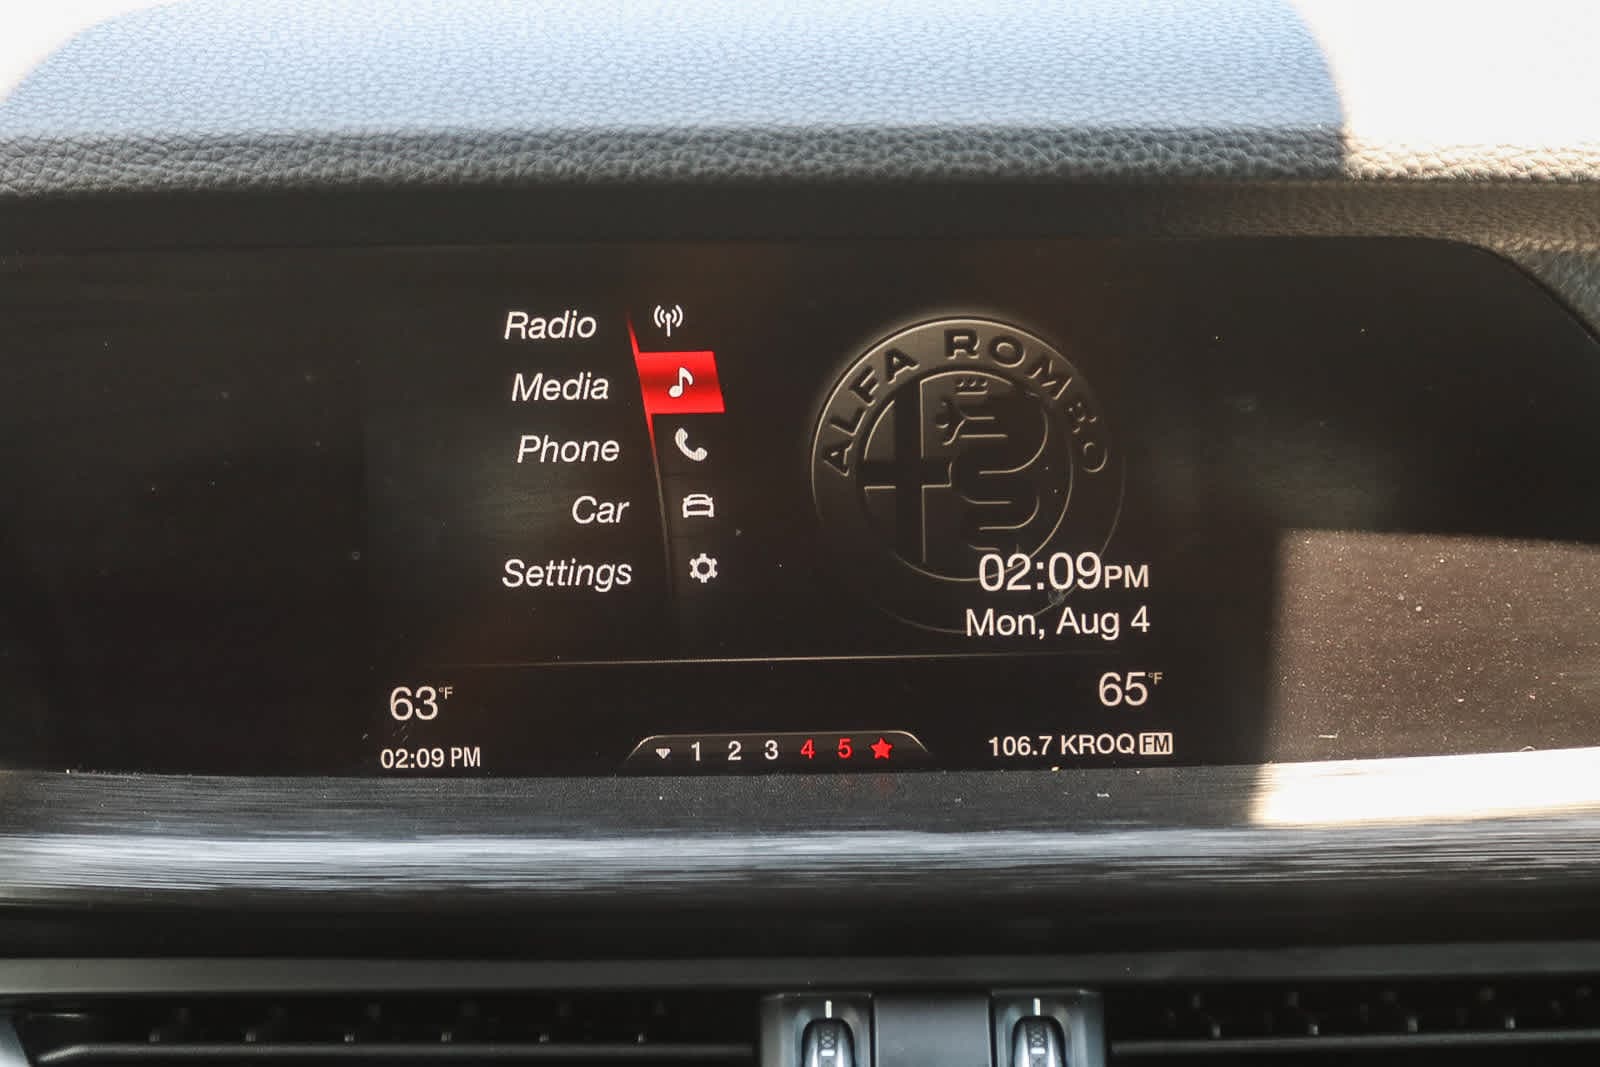 Radio
Media
Phone
Car
Settings
ALFA ROMEO
02:09PM
Mon, Aug 4
63°F
65°F
02:09 PM
1 2 3 4 5
106.7 KROQ FM